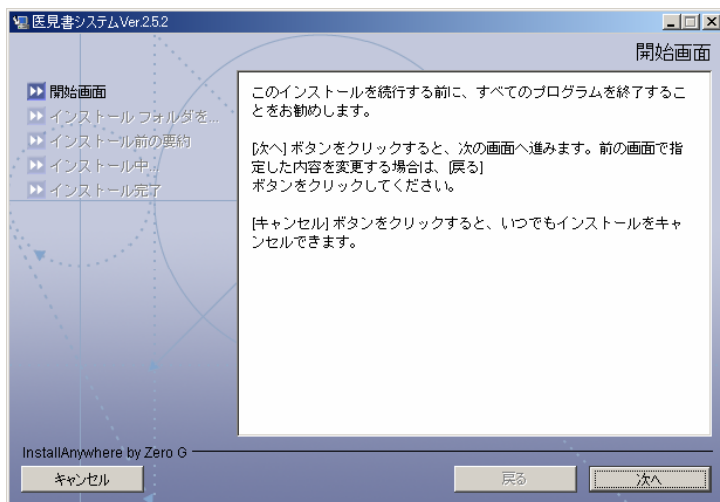 医見書システムVer.2.5.2
開始画面
開始画面
インストール フォルダを...
インストール前の要約
インストール中...
インストール完了
このインストールを続行する前に、すべてのプログラムを終了するこ
とをお勧めします。
[次へ] ボタンをクリックすると、次の画面へ進みます。前の画面で指
定した内容を変更する場合は、[戻る]
ボタンをクリックしてください。
[キャンセル] ボタンをクリックすると、いつでもインストールをキャ
ンセルできます。
InstallAnywhere by Zero G
キャンセル
戻る
次へ